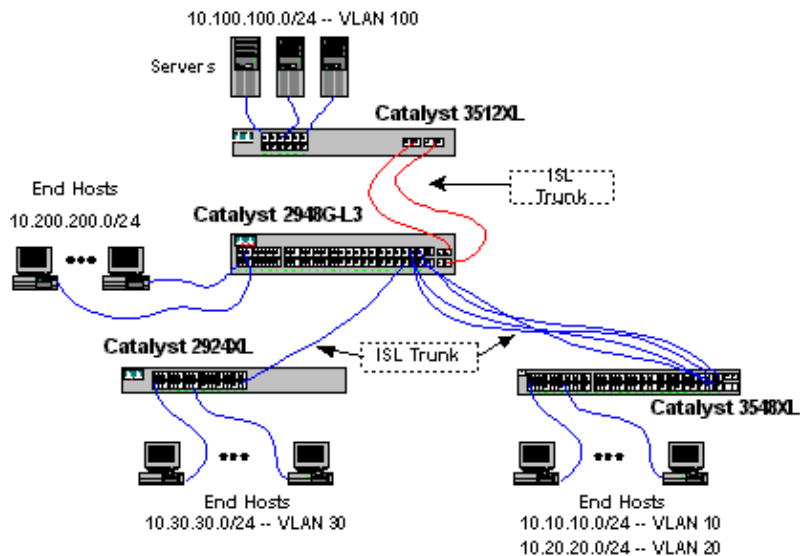 10.100.100.0/24 -- VLAN 100
Servers
Catalyst 3512XL
ISL
Trunk
End Hosts
10.200.200.0/24
Catalyst 2948G-L3
Catalyst 2924XL
ISL Trunk
Catalyst 3548XL
End Hosts
10.30.30.0/24 -- VLAN 30
End Hosts
10.10.10.0/24 -- VLAN 10
10.20.20.0/24 -- VLAN 20